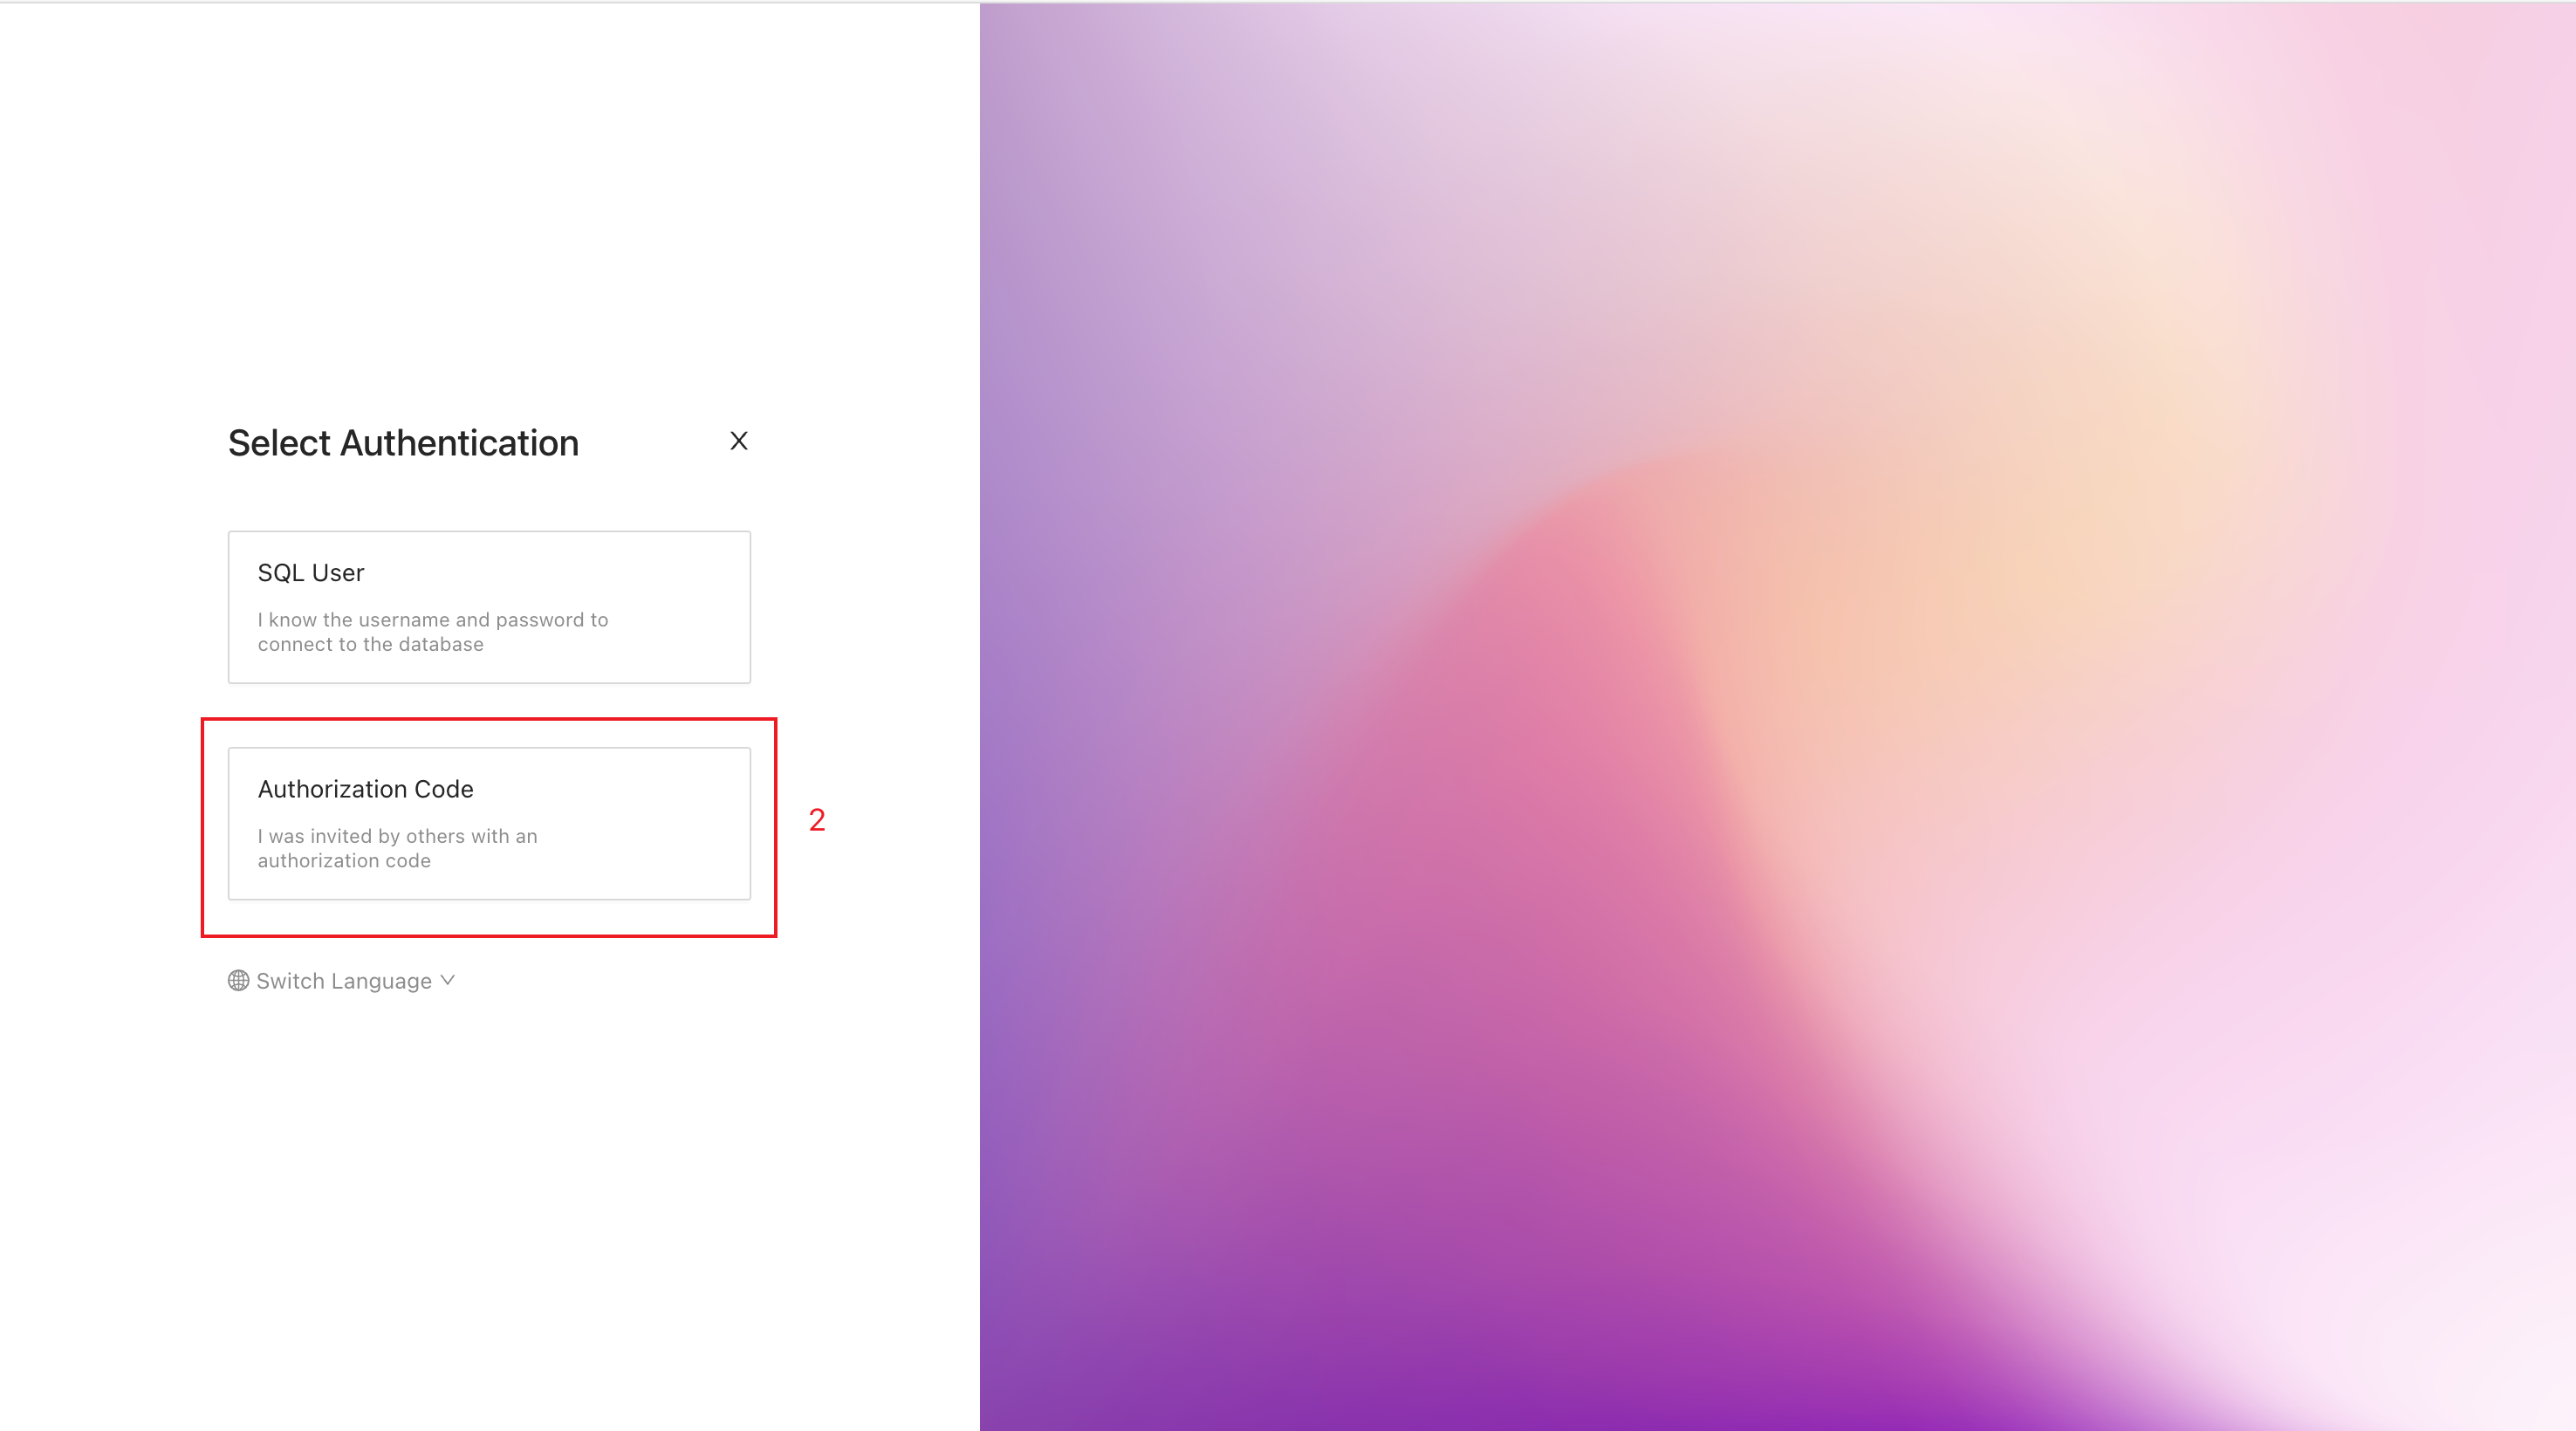 Select Authentication
SQL User
I know the username and password to
connect to the database
Authorization Code
I was invited by others with an
authorization code
2
Switch Language